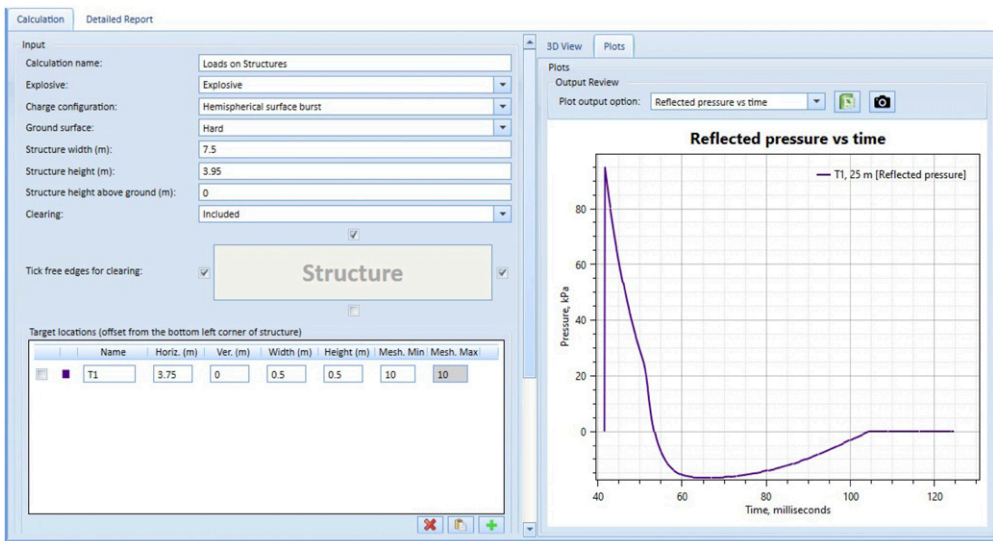 Calculation Detailed Report
Input
Calculation name: Loads on Structures
Explosive: Explosive
Charge configuration: Hemispherical surface burst
Ground surface: Hard
Structure width (m): 7.5
Structure height (m): 3.95
Structure height above ground (m): 0
Clearing: Included
Tick free edges for clearing: Structure
Target locations (offset from the bottom left corner of structure)
Name Horiz. (m) Ver. (m) Width (m) Height (m) Mesh. Min Mesh. Max
T1 3.75 0 0.5 0.5 10 10
3D View Plots
Plots
Output Review
Plot output option: Reflected pressure vs time
Reflected pressure vs time
T1, 25 m [Reflected pressure]
Pressure, kPa
80
60
40
20
0
40 60 80 100 120
Time, milliseconds